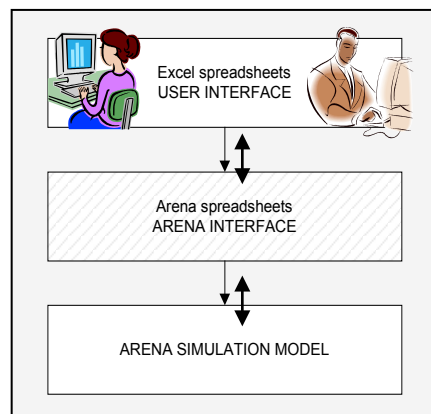 Excel spreadsheets
USER INTERFACE
Arena spreadsheets
ARENA INTERFACE
ARENA SIMULATION MODEL